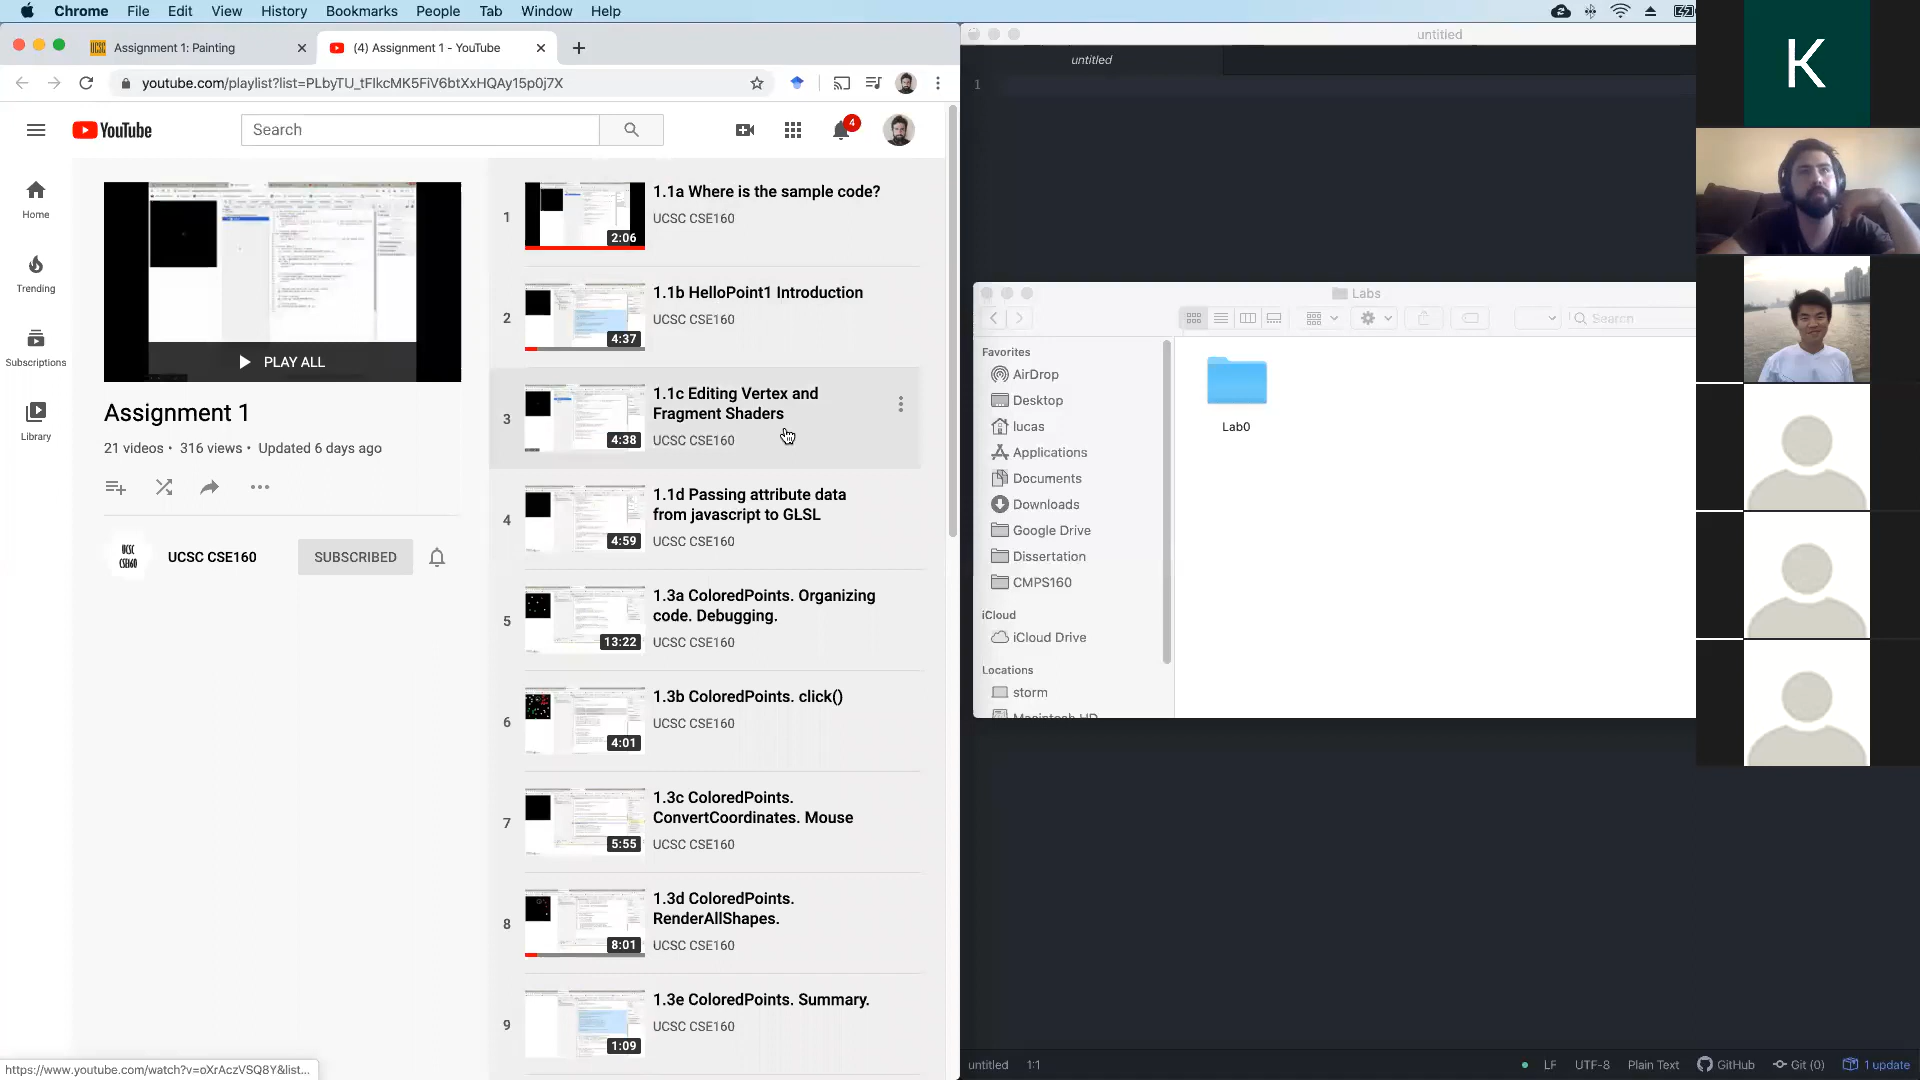 Chrome File Edit View History Bookmarks People Tab Window Help
Assignment 1: Painting
(4) Assignment 1 - YouTube
youtube.com/playlist?list=PLbyTU_tFlkcMK5FiV6btXxHQAy15p0j7X
YouTube
Search
4
Home
Trending
Subscriptions
Library
PLAY ALL
Assignment 1
21 videos • 316 views • Updated 6 days ago
UCSC CSE160
UCSC CSE160
SUBSCRIBED
1
1.1a Where is the sample code?
UCSC CSE160
2:06
2
1.1b HelloPoint1 Introduction
UCSC CSE160
4:37
3
1.1c Editing Vertex and
Fragment Shaders
UCSC CSE160
4:38
4
1.1d Passing attribute data
from javascript to GLSL
UCSC CSE160
4:59
5
1.3a ColoredPoints. Organizing
code. Debugging.
UCSC CSE160
13:22
6
1.3b ColoredPoints. click()
UCSC CSE160
4:01
7
1.3c ColoredPoints.
ConvertCoordinates. Mouse
UCSC CSE160
5:55
8
1.3d ColoredPoints.
RenderAllShapes.
UCSC CSE160
8:01
9
1.3e ColoredPoints. Summary.
UCSC CSE160
1:09
https://www.youtube.com/watch?v=oXrAczVSQ8Y&list...
untitled
untitled
1
Labs
Search
Favorites
AirDrop
Desktop
lucas
Applications
Documents
Downloads
Google Drive
Dissertation
CMPS160
iCloud
iCloud Drive
Locations
storm
Macintosh HD
Lab0
untitled 1:1
LF UTF-8 Plain Text GitHub Git (0) 1 update
K